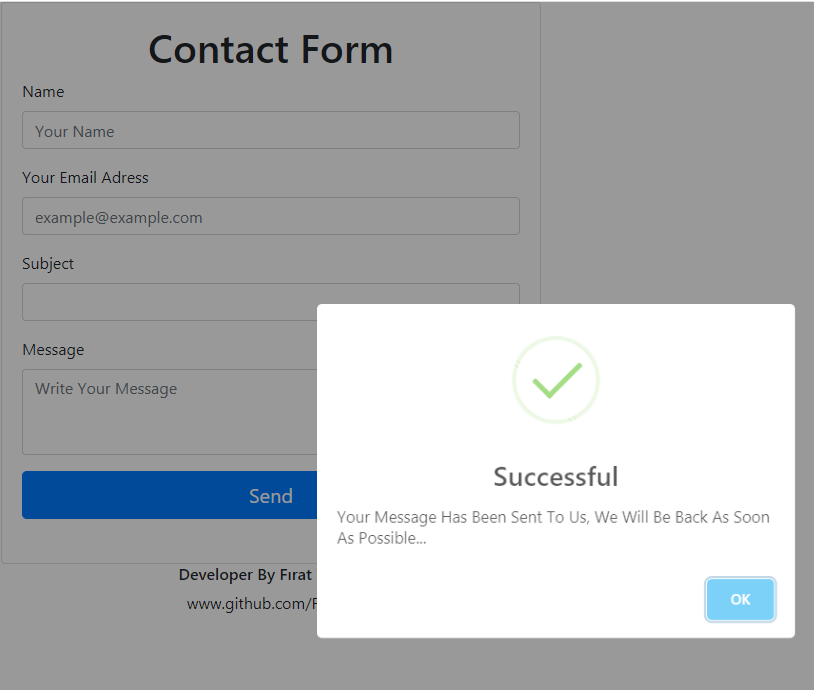 Contact Form
Name
Your Name
Your Email Adress
example@example.com
Subject
Message
Write Your Message
Send
Developer By Fırat
www.github.com/
Successful
Your Message Has Been Sent To Us, We Will Be Back As Soon
As Possible...
OK